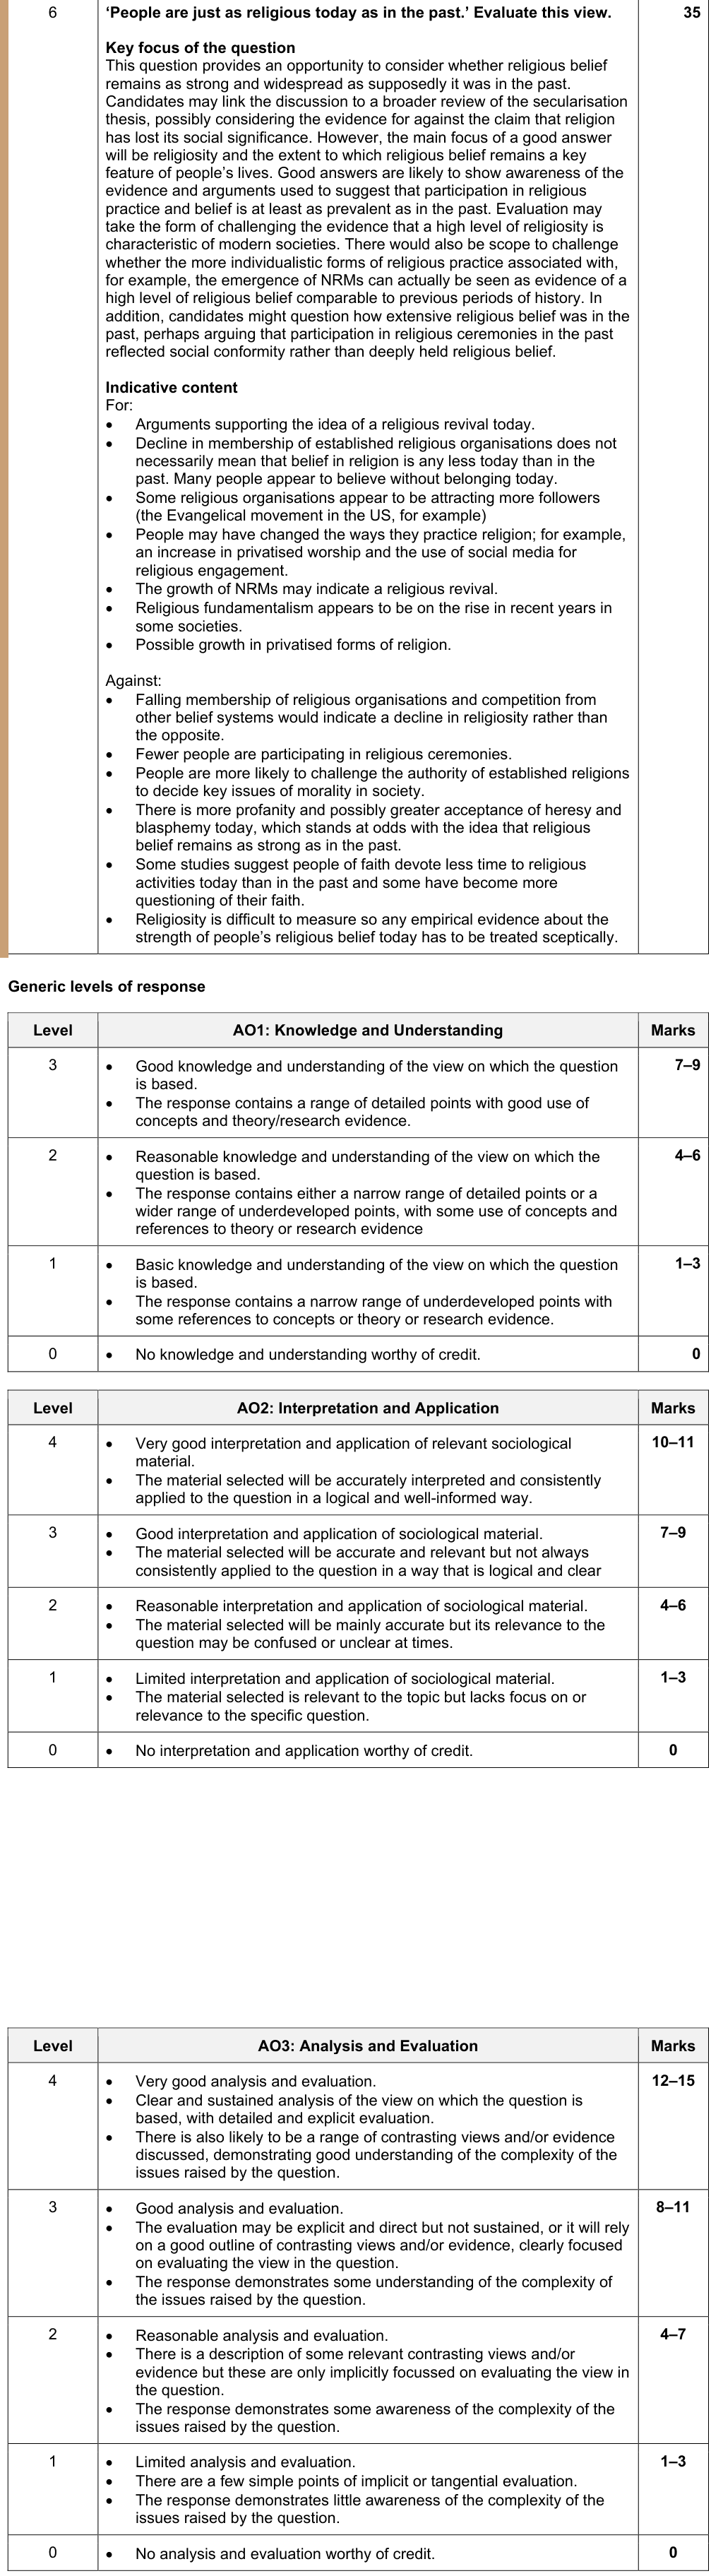 6
‘People are just as religious today as in the past.’ Evaluate this view.
35
Key focus of the question
This question provides an opportunity to consider whether religious belief
remains as strong and widespread as supposedly it was in the past.
Candidates may link the discussion to a broader review of the secularisation
thesis, possibly considering the evidence for against the claim that religion
has lost its social significance. However, the main focus of a good answer
will be religiosity and the extent to which religious belief remains a key
feature of people’s lives. Good answers are likely to show awareness of the
evidence and arguments used to suggest that participation in religious
practice and belief is at least as prevalent as in the past. Evaluation may
take the form of challenging the evidence that a high level of religiosity is
characteristic of modern societies. There would also be scope to challenge
whether the more individualistic forms of religious practice associated with,
for example, the emergence of NRMs can actually be seen as evidence of a
high level of religious belief comparable to previous periods of history. In
addition, candidates might question how extensive religious belief was in the
past, perhaps arguing that participation in religious ceremonies in the past
reflected social conformity rather than deeply held religious belief.
Indicative content
For:
• Arguments supporting the idea of a religious revival today.
• Decline in membership of established religious organisations does not
necessarily mean that belief in religion is any less today than in the
past. Many people appear to believe without belonging today.
• Some religious organisations appear to be attracting more followers
(the Evangelical movement in the US, for example)
• People may have changed the ways they practice religion; for example,
an increase in privatised worship and the use of social media for
religious engagement.
• The growth of NRMs may indicate a religious revival.
• Religious fundamentalism appears to be on the rise in recent years in
some societies.
• Possible growth in privatised forms of religion.
Against:
• Falling membership of religious organisations and competition from
other belief systems would indicate a decline in religiosity rather than
the opposite.
• Fewer people are participating in religious ceremonies.
• People are more likely to challenge the authority of established religions
to decide key issues of morality in society.
• There is more profanity and possibly greater acceptance of heresy and
blasphemy today, which stands at odds with the idea that religious
belief remains as strong as in the past.
• Some studies suggest people of faith devote less time to religious
activities today than in the past and some have become more
questioning of their faith.
• Religiosity is difficult to measure so any empirical evidence about the
strength of people’s religious belief today has to be treated sceptically.
Generic levels of response
Level
AO1: Knowledge and Understanding
Marks
3
• Good knowledge and understanding of the view on which the question
is based.
• The response contains a range of detailed points with good use of
concepts and theory/research evidence.
7–9
2
• Reasonable knowledge and understanding of the view on which the
question is based.
• The response contains either a narrow range of detailed points or a
wider range of underdeveloped points, with some use of concepts and
references to theory or research evidence
4–6
1
• Basic knowledge and understanding of the view on which the question
is based.
• The response contains a narrow range of underdeveloped points with
some references to concepts or theory or research evidence.
1–3
0
• No knowledge and understanding worthy of credit.
0
Level
AO2: Interpretation and Application
Marks
4
• Very good interpretation and application of relevant sociological
material.
• The material selected will be accurately interpreted and consistently
applied to the question in a logical and well-informed way.
10–11
3
• Good interpretation and application of sociological material.
• The material selected will be accurate and relevant but not always
consistently applied to the question in a way that is logical and clear
7–9
2
• Reasonable interpretation and application of sociological material.
• The material selected will be mainly accurate but its relevance to the
question may be confused or unclear at times.
4–6
1
• Limited interpretation and application of sociological material.
• The material selected is relevant to the topic but lacks focus on or
relevance to the specific question.
1–3
0
• No interpretation and application worthy of credit.
0
Level
AO3: Analysis and Evaluation
Marks
4
• Very good analysis and evaluation.
• Clear and sustained analysis of the view on which the question is
based, with detailed and explicit evaluation.
• There is also likely to be a range of contrasting views and/or evidence
discussed, demonstrating good understanding of the complexity of the
issues raised by the question.
12–15
3
• Good analysis and evaluation.
• The evaluation may be explicit and direct but not sustained, or it will rely
on a good outline of contrasting views and/or evidence, clearly focused
on evaluating the view in the question.
• The response demonstrates some understanding of the complexity of
the issues raised by the question.
8–11
2
• Reasonable analysis and evaluation.
• There is a description of some relevant contrasting views and/or
evidence but these are only implicitly focussed on evaluating the view in
the question.
• The response demonstrates some awareness of the complexity of the
issues raised by the question.
4–7
1
• Limited analysis and evaluation.
• There are a few simple points of implicit or tangential evaluation.
• The response demonstrates little awareness of the complexity of the
issues raised by the question.
1–3
0
• No analysis and evaluation worthy of credit.
0